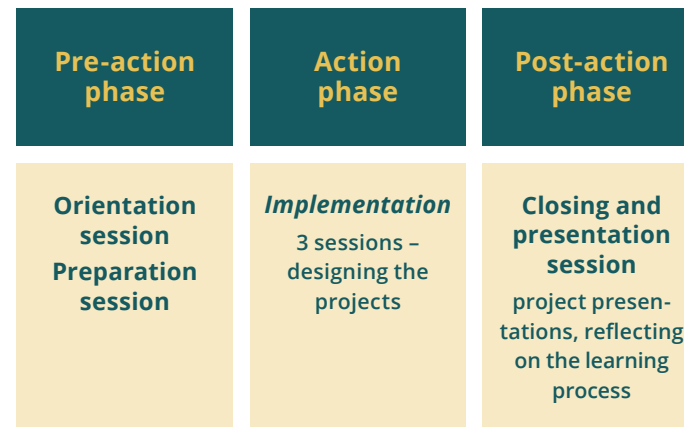 Pre-action
phase
Action
phase
Post-action
phase
Orientation
session
Preparation
session
Implementation
3 sessions –
designing the
projects
Closing and
presentation
session
project presen-
tations, reflecting
on the learning
process